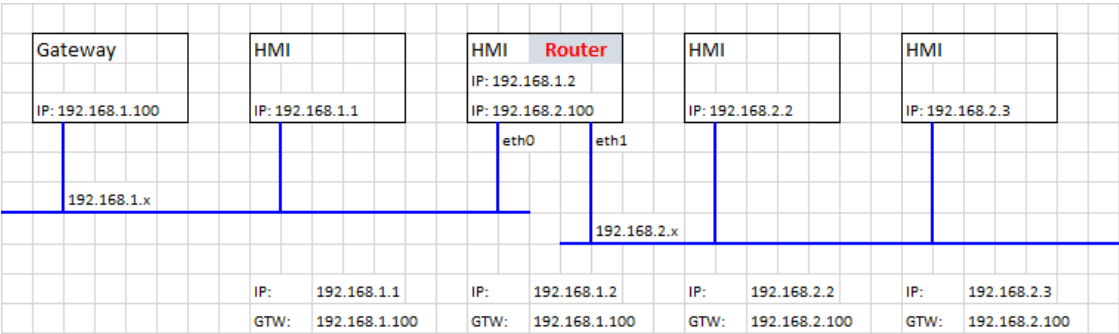 Gateway HMI HMI Router HMI HMI
IP: 192.168.1.2
IP: 192.168.1.100 IP: 192.168.1.1 IP: 192.168.2.100 IP: 192.168.2.2 IP: 192.168.2.3
eth0 eth1
192.168.1.x
192.168.2.x
IP: 192.168.1.1 IP: 192.168.1.2 IP: 192.168.2.2 IP: 192.168.2.3
GTW: 192.168.1.100 GTW: 192.168.1.100 GTW: 192.168.2.100 GTW: 192.168.2.100